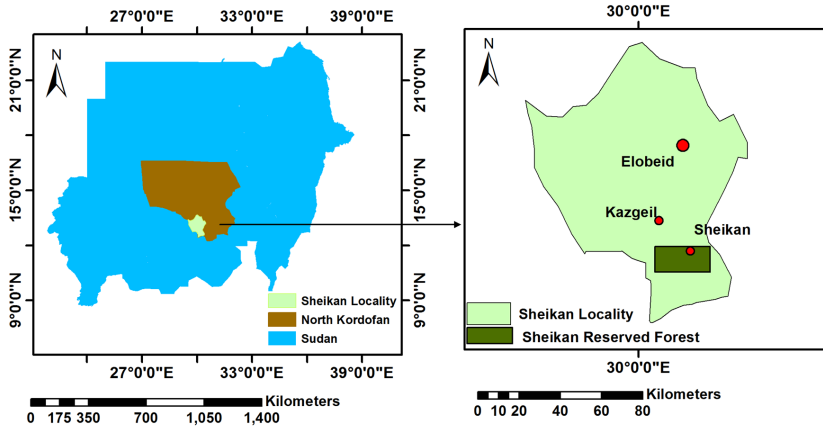 27°0'0"E 33°0'0"E 39°0'0"E
N
21°0'0"N
15°0'0"N
9°0'0"N
21°0'0"N
15°0'0"N
9°0'0"N
Sheikan Locality
North Kordofan
Sudan
27°0'0"E 33°0'0"E 39°0'0"E
Kilometers
0 175 350 700 1,050 1,400
30°0'0"E
N
Elobeid
Kazgeil
Sheikan
Sheikan Locality
Sheikan Reserved Forest
30°0'0"E
Kilometers
0 10 20 40 60 80